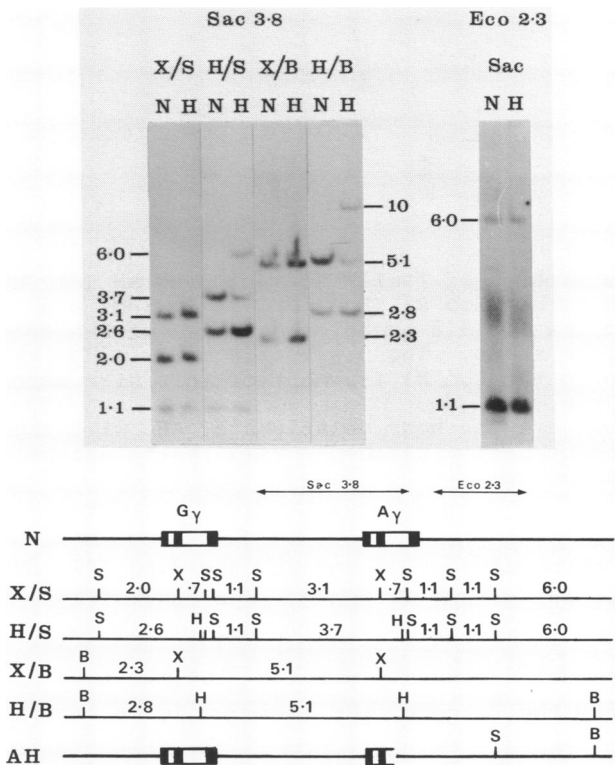 Sac 3·8 Eco 2·3
X/S H/S X/B H/B Sac
N H N H N H N H N H
10
6·0 5·1 6·0
3·7
3·1 2·8
2·6 2·3
2·0
1·1 1·1
Sac 3·8 Eco 2·3
Gγ Aγ
N
S X S S S X S S S
X/S 2·0 ·7 1·1 3·1 ·7 1·1 1·1 6·0
S H S S H S S S
H/S 2·6 1·1 3·7 1·1 1·1 6·0
B X X
X/B 2·3 5·1
B H H B
H/B 2·8 5·1
S B
AH